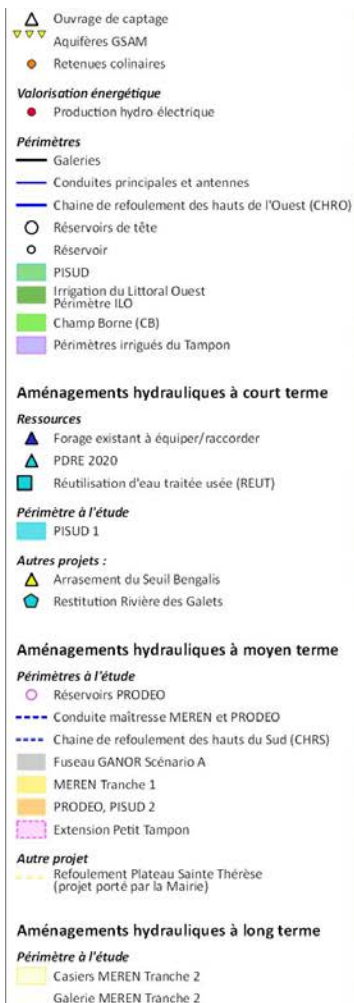 Ouvrage de captage
Aquifères GSAM
Retenues colinaires
Valorisation énergétique
Production hydro électrique
Périmètres
Galeries
Conduites principales et antennes
Chaine de refoulement des hauts de l'Ouest (CHRO)
Réservoirs de tête
Réservoir
PISUD
Irrigation du Littoral Ouest
Périmètre ILO
Champ Borne (CB)
Périmètres irrigués du Tampon
Aménagements hydrauliques à court terme
Ressources
Forage existant à équiper/raccorder
PDRE 2020
Réutilisation d'eau traitée usée (REUT)
Périmètre à l'étude
PISUD 1
Autres projets :
Arrasement du Seuil Bengalis
Restitution Rivière des Galets
Aménagements hydrauliques à moyen terme
Périmètres à l'étude
Réservoirs PRODEO
Conduite maîtresse MEREN et PRODEO
Chaine de refoulement des hauts du Sud (CHRS)
Fuseau GANOR Scénario A
MEREN Tranche 1
PRODEO, PISUD 2
Extension Petit Tampon
Autre projet
Refoulement Plateau Sainte Thérèse
(projet porté par la Mairie)
Aménagements hydrauliques à long terme
Périmètre à l'étude
Casiers MEREN Tranche 2
Galerie MEREN Tranche 2